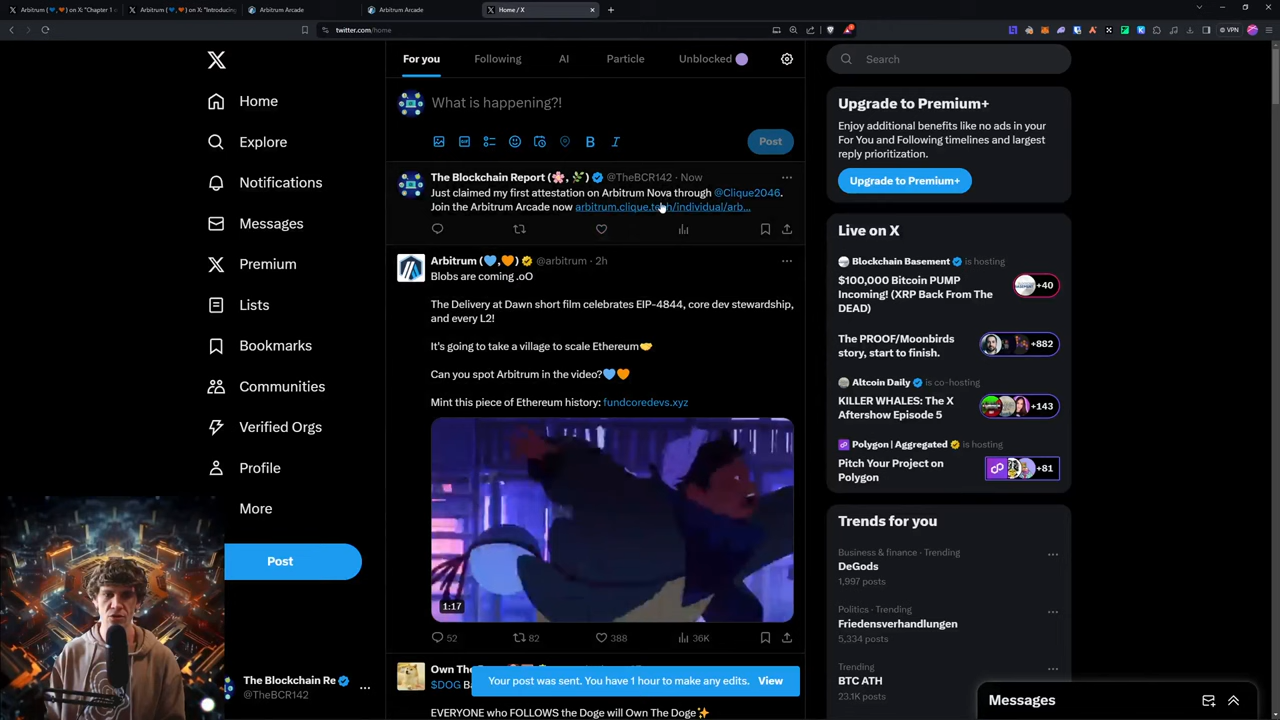 Arbitrum (💙,🧡) on X: "Chapter 1
Arbitrum (💙,🧡) on X: "Introducing
Arbitrum Arcade
Arbitrum Arcade
Home / X
twitter.com/home
VPN
Home
Explore
Notifications
Messages
Premium
Lists
Bookmarks
Communities
Verified Orgs
Profile
More
Post
The Blockchain Re
@TheBCR142
For you
Following
AI
Particle
Unblocked
What is happening?!
GIF
B
I
Post
The Blockchain Report (🌸, 🌿) @TheBCR142 · Now
Just claimed my first attestation on Arbitrum Nova through @Clique2046.
Join the Arbitrum Arcade now arbitrum.clique.tech/individual/arb...
Arbitrum (💙,🧡) @arbitrum · 2h
Blobs are coming .oO
The Delivery at Dawn short film celebrates EIP-4844, core dev stewardship,
and every L2!
It's going to take a village to scale Ethereum🤝
Can you spot Arbitrum in the video?💙🧡
Mint this piece of Ethereum history: fundcoredevs.xyz
1:17
52
82
388
36K
Own The
$DOG
EVERYONE who FOLLOWS the Doge will Own The Doge✨
Your post was sent. You have 1 hour to make any edits.
View
Search
Upgrade to Premium+
Enjoy additional benefits like no ads in your
For You and Following timelines and largest
reply prioritization.
Upgrade to Premium+
Live on X
Blockchain Basement is hosting
$100,000 Bitcoin PUMP
Incoming! (XRP Back From The
DEAD)
+40
The PROOF/Moonbirds
story, start to finish.
+882
Altcoin Daily is co-hosting
KILLER WHALES: The X
Aftershow Episode 5
+143
Polygon | Aggregated is hosting
Pitch Your Project on
Polygon
+81
Trends for you
Business & finance · Trending
DeGods
1,997 posts
Politics · Trending
Friedensverhandlungen
5,334 posts
Trending
BTC ATH
23.1K posts
Messages